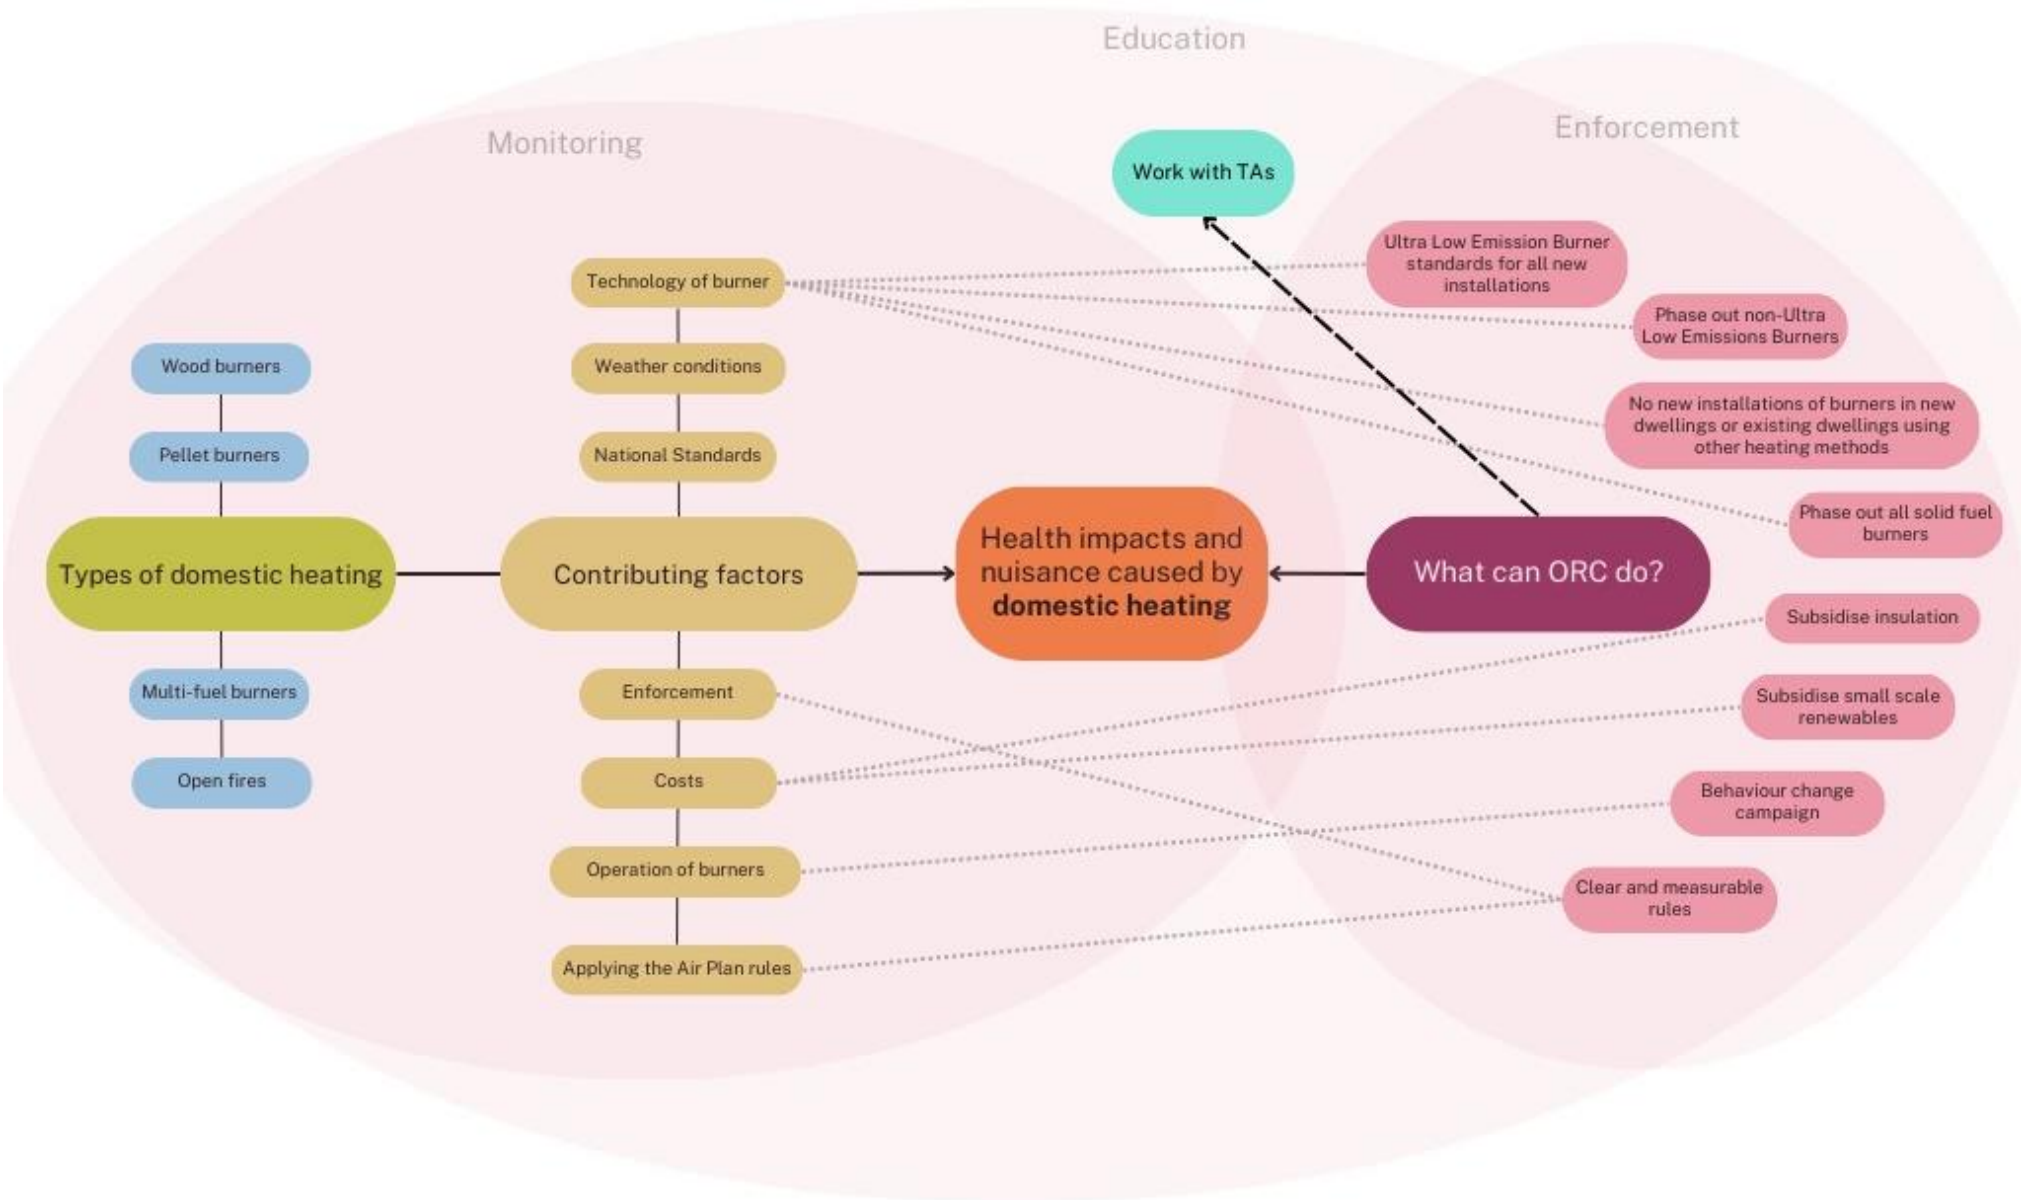 Education
Monitoring
Enforcement
Work with TAs
Technology of burner
Weather conditions
National Standards
Wood burners
Pellet burners
Types of domestic heating
Multi-fuel burners
Open fires
Contributing factors
Enforcement
Costs
Operation of burners
Applying the Air Plan rules
Health impacts and
nuisance caused by
domestic heating
What can ORC do?
Ultra Low Emission Burner
standards for all new
installations
Phase out non-Ultra
Low Emissions Burners
No new installations of burners in new
dwellings or existing dwellings using
other heating methods
Phase out all solid fuel
burners
Subsidise insulation
Subsidise small scale
renewables
Behaviour change
campaign
Clear and measurable
rules